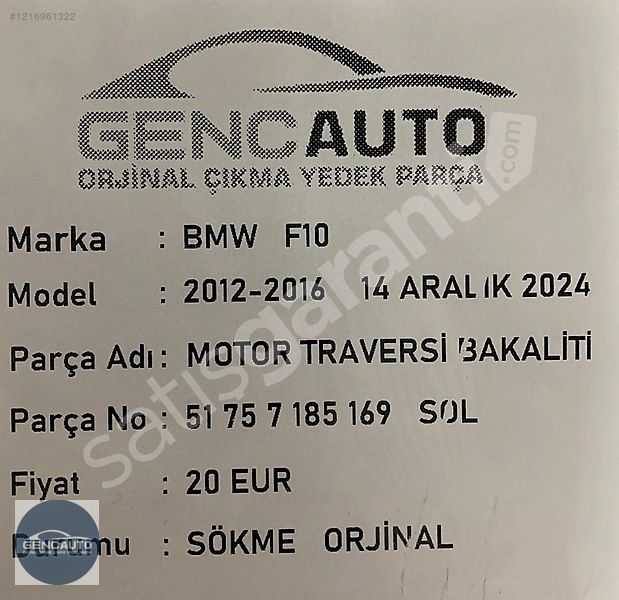 #1216961322
GENCAUTO
ORJİNAL ÇIKMA YEDEK PARÇA
Marka : BMW F10
Model : 2012-2016 14 ARALIK 2024
Parça Adı : MOTOR TRAVERSİ BAKALİTİ
Parça No : 51 75 7 185 169 SOL
Fiyat : 20 EUR
Durumu : SÖKME ORJİNAL
satışgaranti.com
GENCAUTO